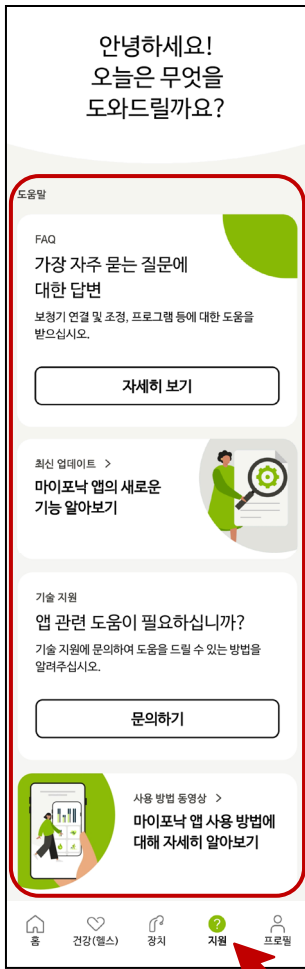 안녕하세요!
오늘은 무엇을
도와드릴까요?
도움말
FAQ
가장 자주 묻는 질문에
대한 답변
보청기 연결 및 조정, 프로그램 등에 대한 도움을
받으십시오.
자세히 보기
최신 업데이트 >
마이포낙 앱의 새로운
기능 알아보기
기술 지원
앱 관련 도움이 필요하십니까?
기술 지원에 문의하여 도움을 드릴 수 있는 방법을
알려주십시오.
문의하기
사용 방법 동영상 >
마이포낙 앱 사용 방법에
대해 자세히 알아보기
홈 건강(헬스) 장치 지원 프로필